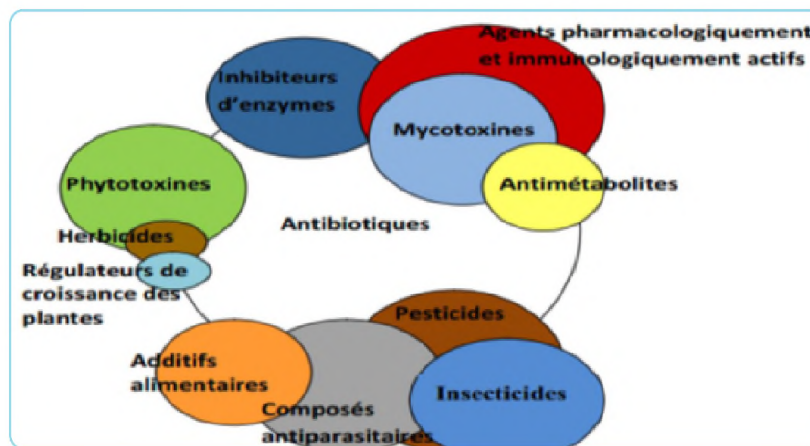 Agents pharmacologiquement
et immunologiquement actifs
Inhibiteurs
d'enzymes
Mycotoxines
Phytotoxines
Antimétabolites
Antibiotiques
Herbicides
Régulateurs de
croissance des
plantes
Pesticides
Additifs
alimentaires
Insecticides
Composés
antiparasitaires